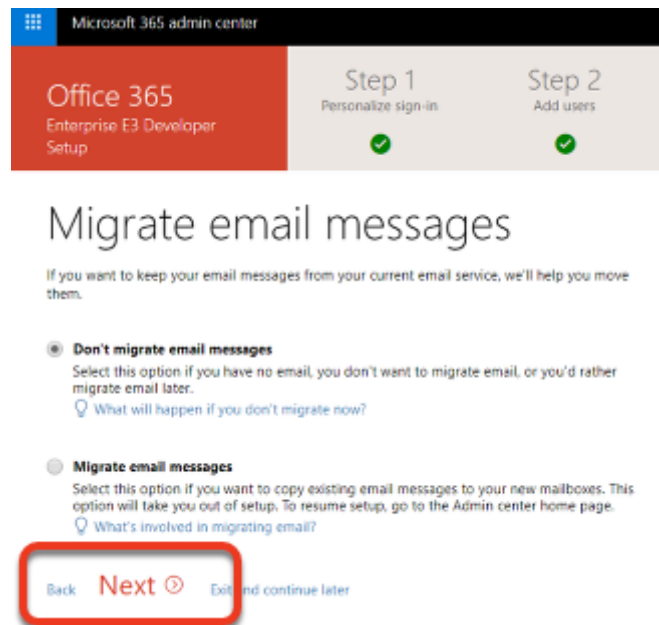 Microsoft 365 admin center
Office 365
Enterprise E3 Developer
Setup
Step 1
Personalize sign-in
Step 2
Add users
Migrate email messages
If you want to keep your email messages from your current email service, we'll help you move
them.
Don't migrate email messages
Select this option if you have no email, you don't want to migrate email, or you'd rather
migrate email later.
What will happen if you don't migrate now?
Migrate email messages
Select this option if you want to copy existing email messages to your new mailboxes. This
option will take you out of setup. To resume setup, go to the Admin center home page.
What's involved in migrating email?
Back Next Exit and continue later